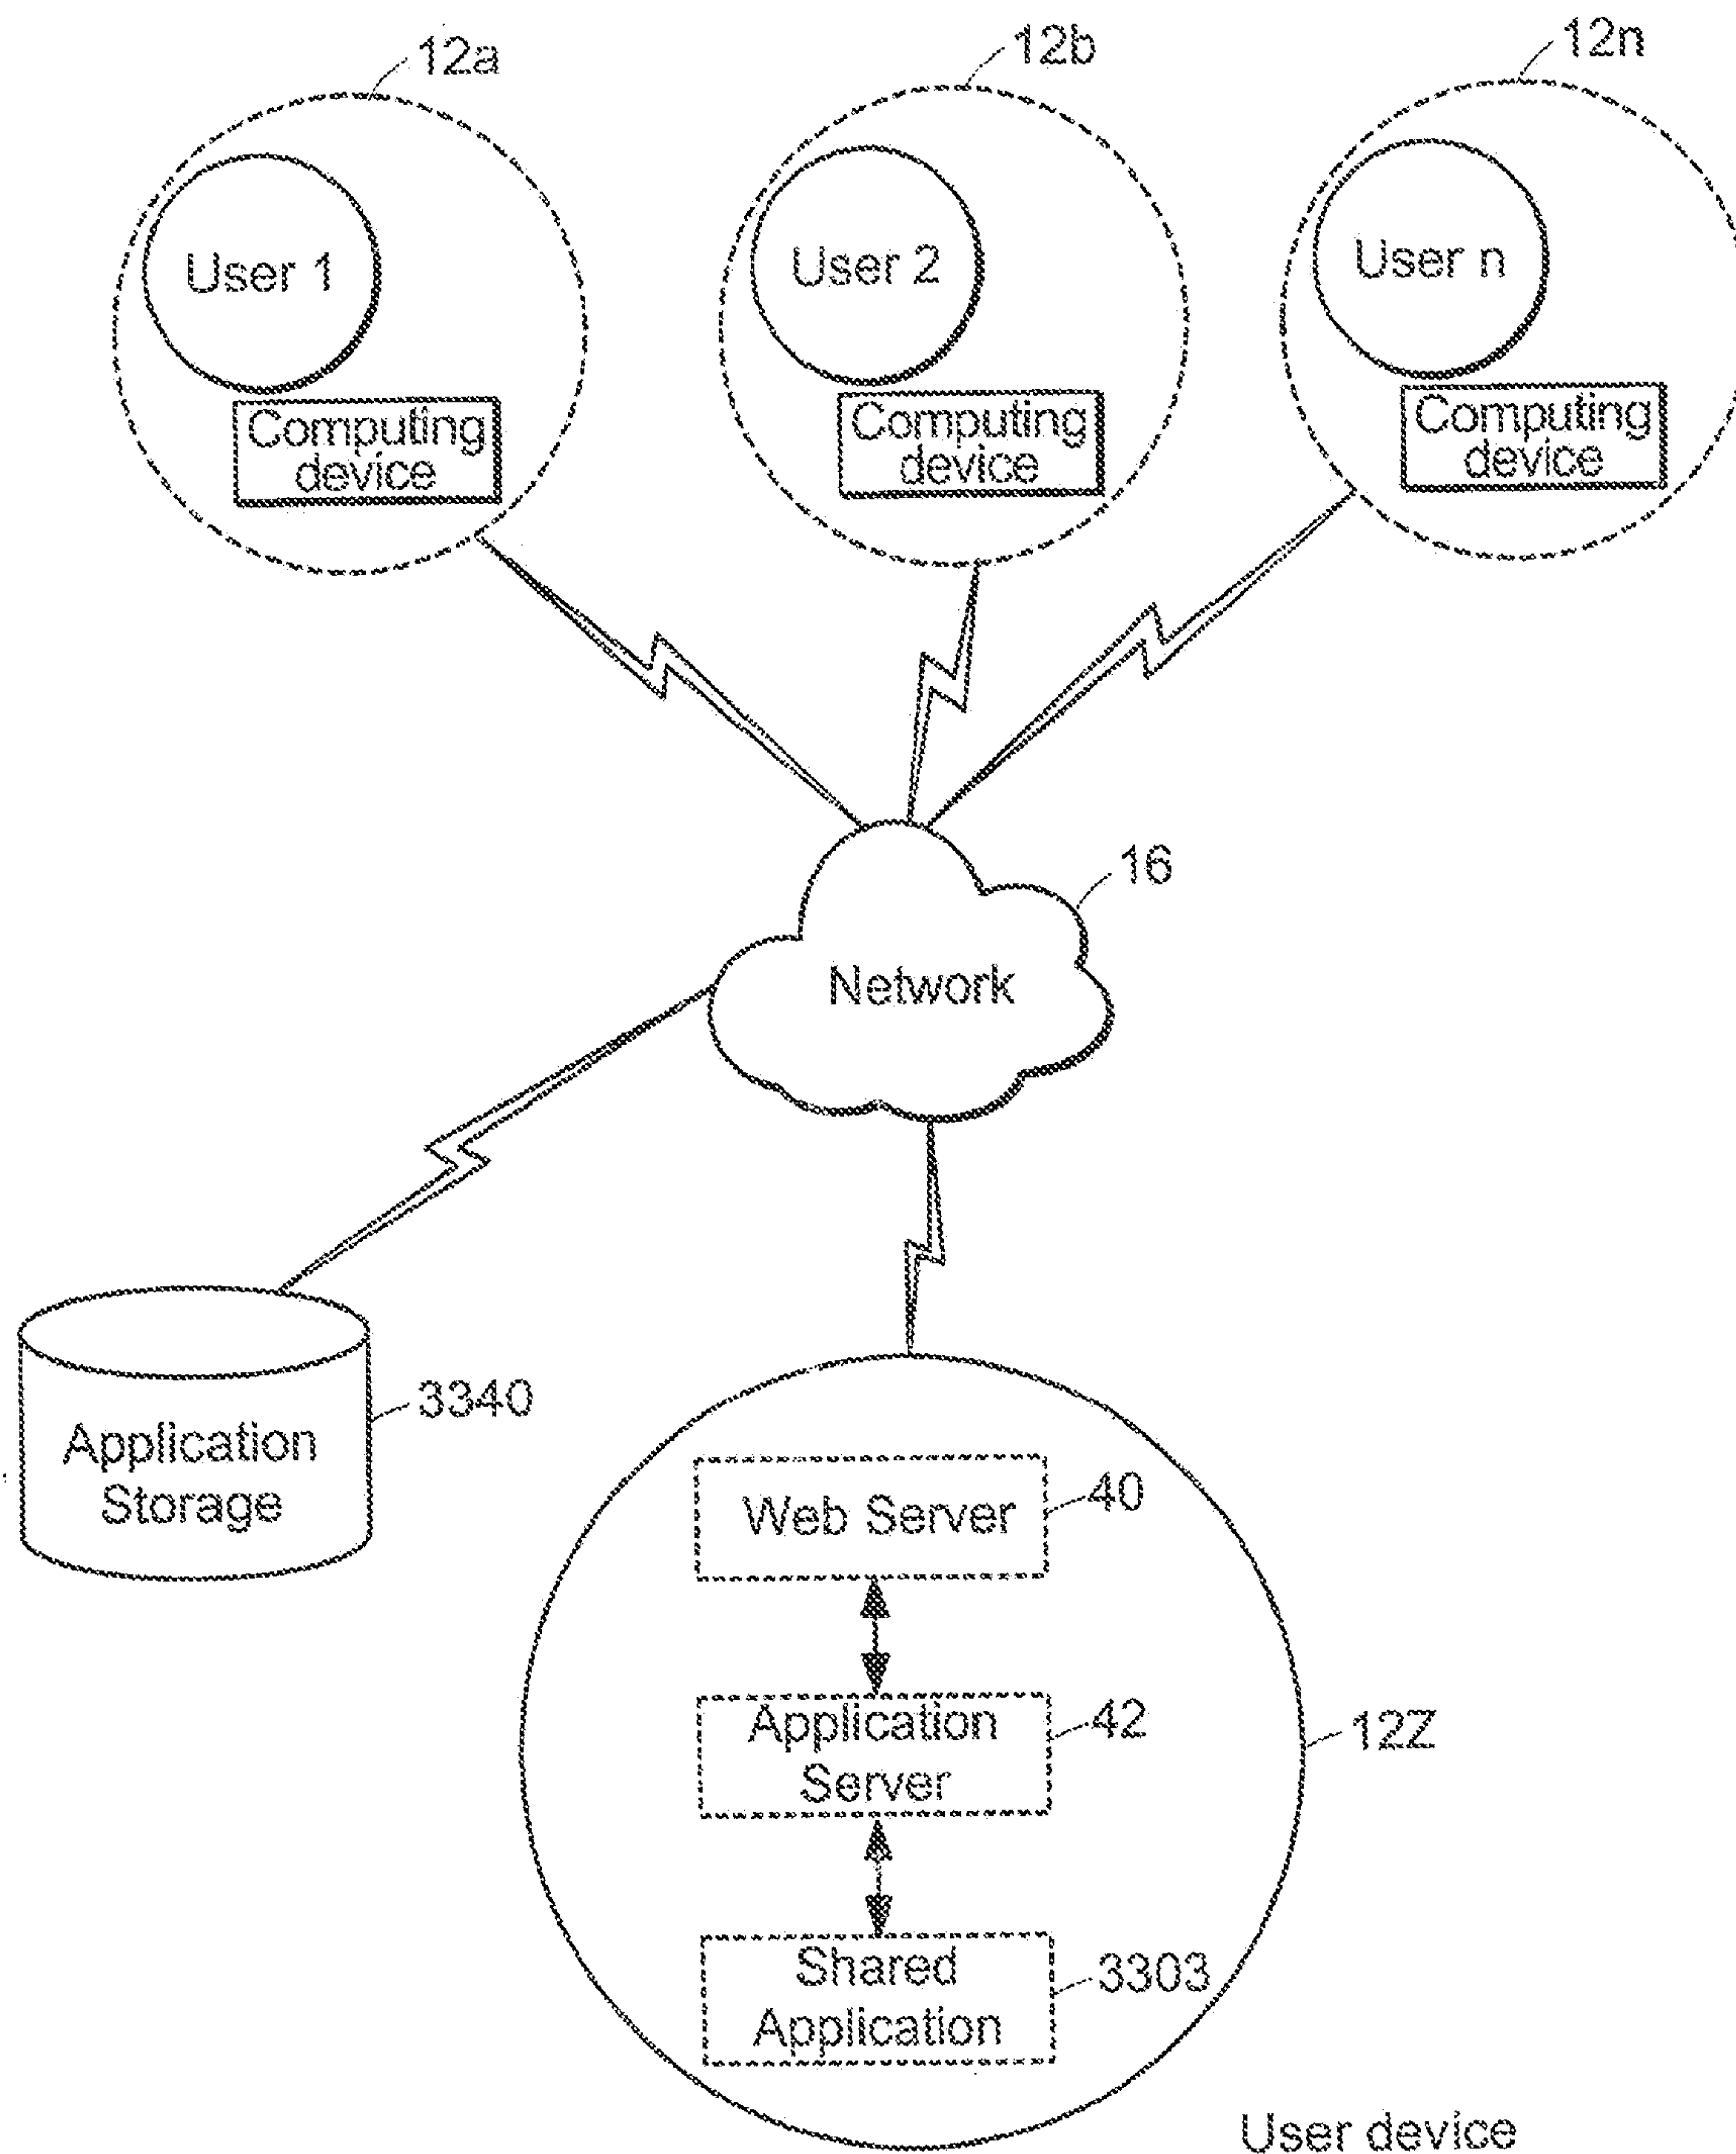 12a
12b
12n
User 1
User 2
User n
Computing
device
Computing
device
Computing
device
16
Network
3340
Application
Storage
Web Server
40
Application
Server
42
12Z
Shared
Application
3303
User device